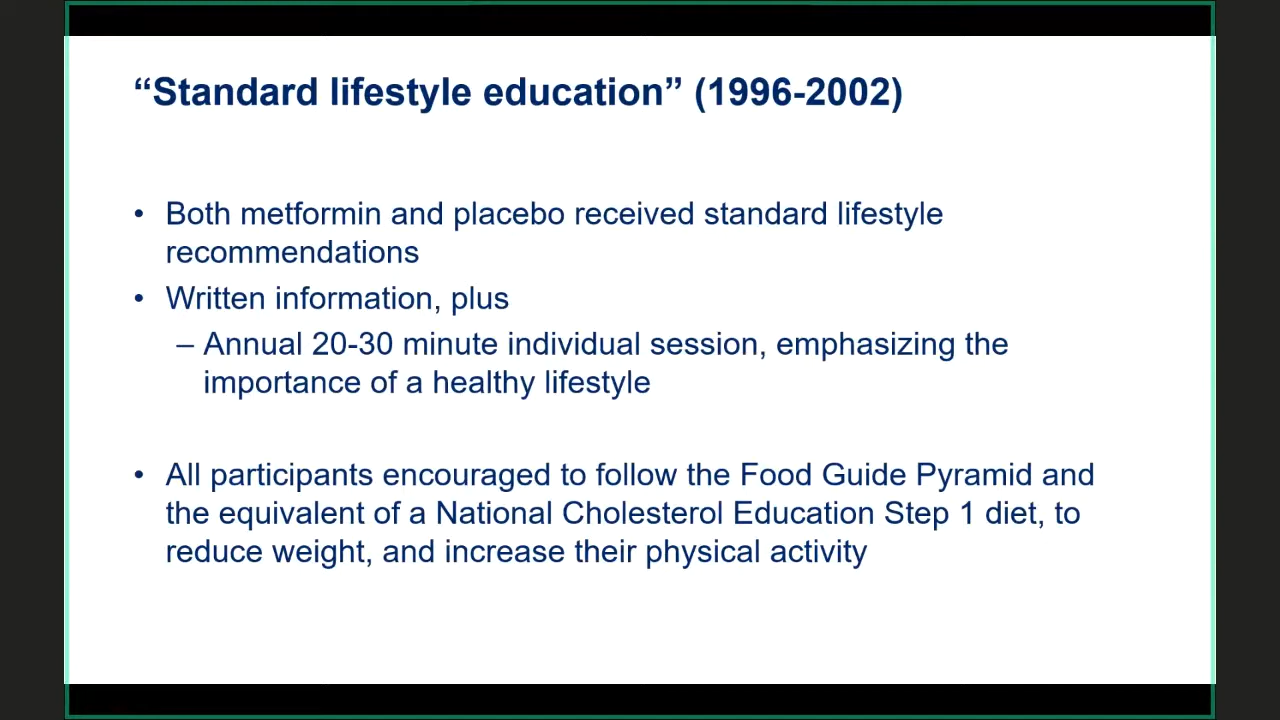 “Standard lifestyle education” (1996-2002)
• Both metformin and placebo received standard lifestyle
recommendations
• Written information, plus
– Annual 20-30 minute individual session, emphasizing the
importance of a healthy lifestyle
• All participants encouraged to follow the Food Guide Pyramid and
the equivalent of a National Cholesterol Education Step 1 diet, to
reduce weight, and increase their physical activity